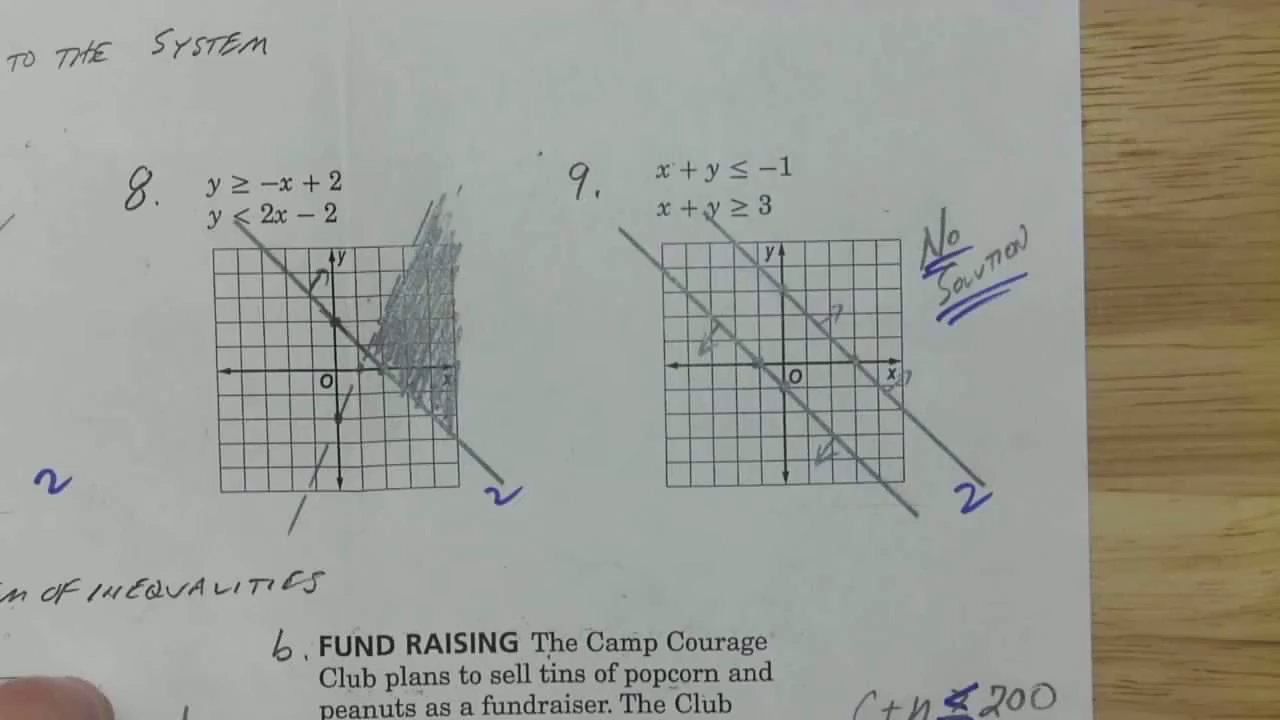 TO THE SYSTEM
8. y ≥ -x + 2
y < 2x - 2
9. x + y ≤ -1
x + y ≥ 3
y
O
x
2
y
O
x
2
No
SOLUTION
2
OF INEQUALITIES
6. FUND RAISING The Camp Courage
Club plans to sell tins of popcorn and
peanuts as a fundraiser. The Club
200